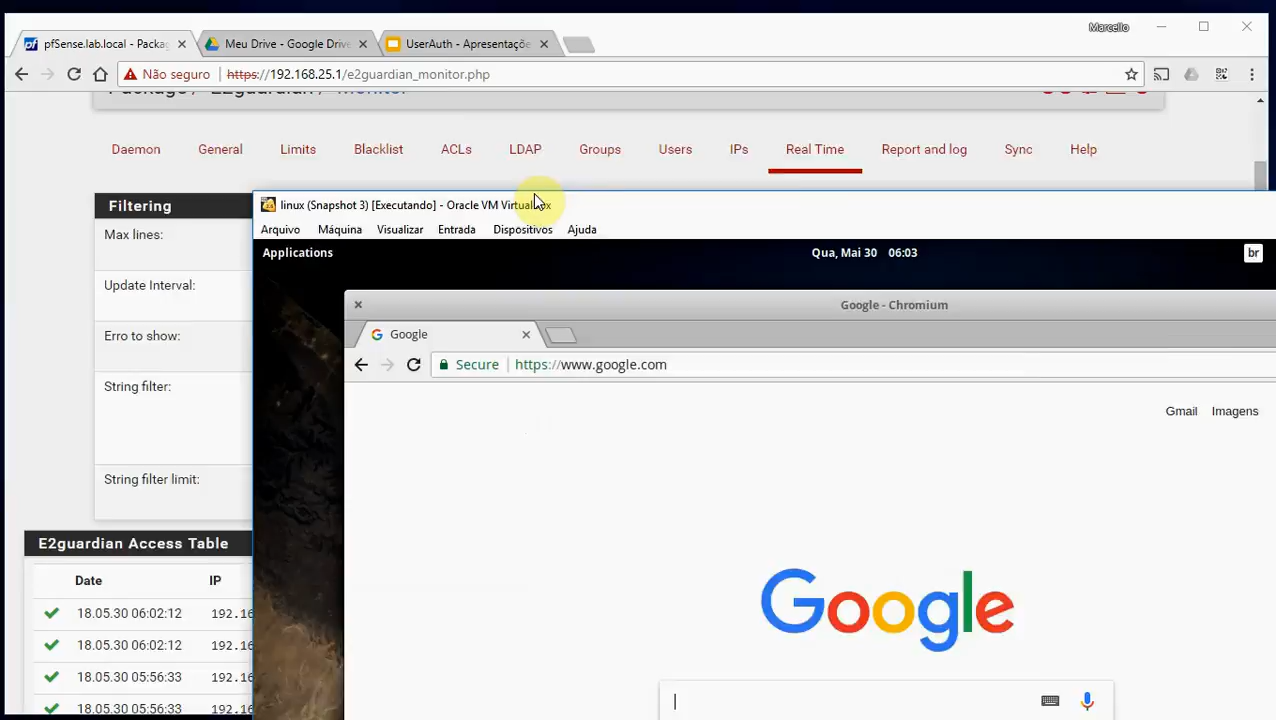 Marcello
pfSense.lab.local - Packa
Meu Drive - Google Drive
UserAuth - Apresentaçõe
Não seguro https://192.168.25.1/e2guardian_monitor.php
Package / E2guardian / Monitor
Daemon General Limits Blacklist ACLs LDAP Groups Users IPs Real Time Report and log Sync Help
Filtering
Max lines:
Update Interval:
Erro to show:
String filter:
String filter limit:
E2guardian Access Table
Date IP
18.05.30 06:02:12 192.16
18.05.30 06:02:12 192.16
18.05.30 05:56:33 192.16
18.05.30 05:56:33 192.16
linux (Snapshot 3) [Executando] - Oracle VM VirtualBox
Arquivo Máquina Visualizar Entrada Dispositivos Ajuda
Applications Qua, Mai 30 06:03 br
Google - Chromium
Google
Secure https://www.google.com
Gmail Imagens
Google